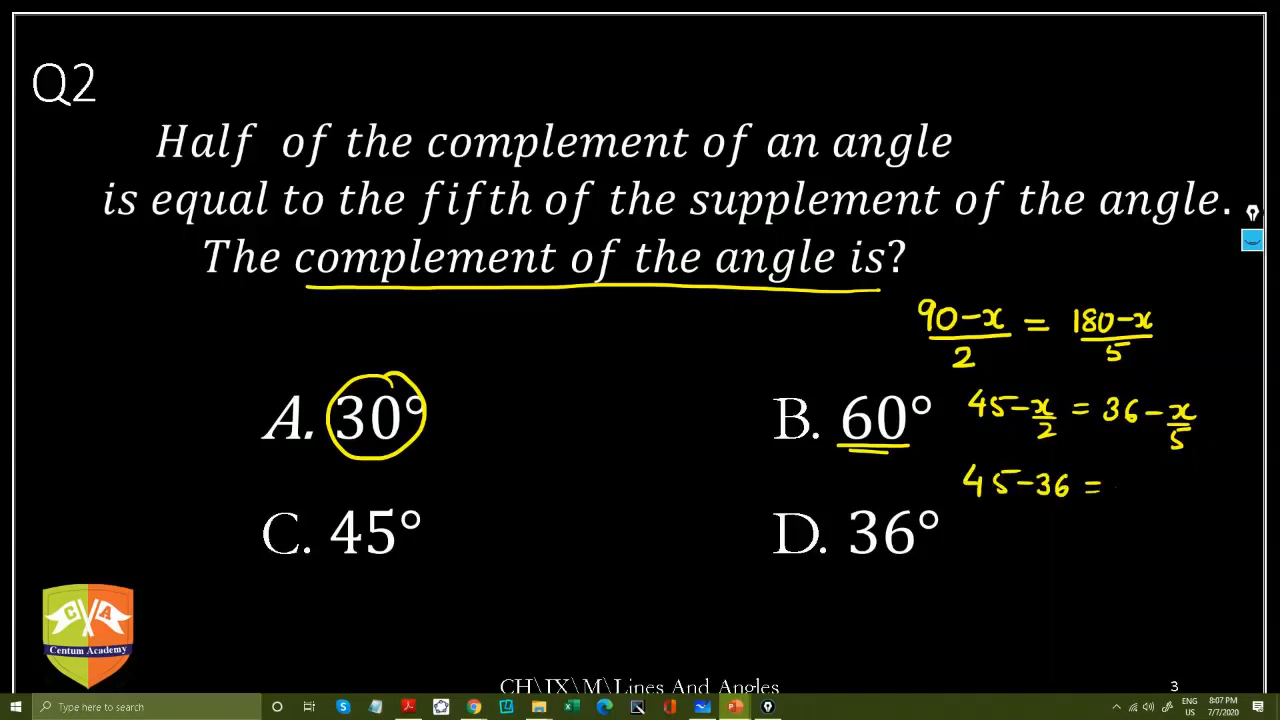 Q2
Half of the complement of an angle
is equal to the fifth of the supplement of the angle.
The complement of the angle is?
90-x/2 = 180-x/5
A. 30°
B. 60°
45-x/2 = 36-x/5
45-36 =
C. 45°
D. 36°
C A
Centum Academy
CH\IX\M\Lines And Angles
3
Type here to search
ENG
US
8:07 PM
7/7/2020